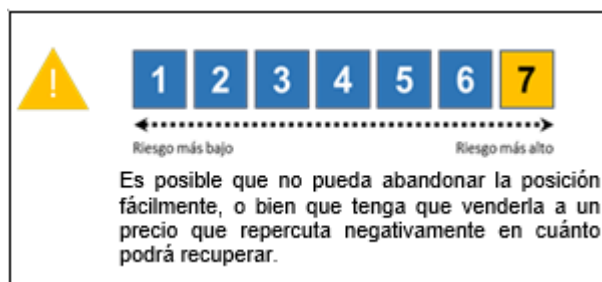 !
1 2 3 4 5 6 7
Riesgo más bajo Riesgo más alto
Es posible que no pueda abandonar la posición
fácilmente, o bien que tenga que venderla a un
precio que repercuta negativamente en cuánto
podrá recuperar.